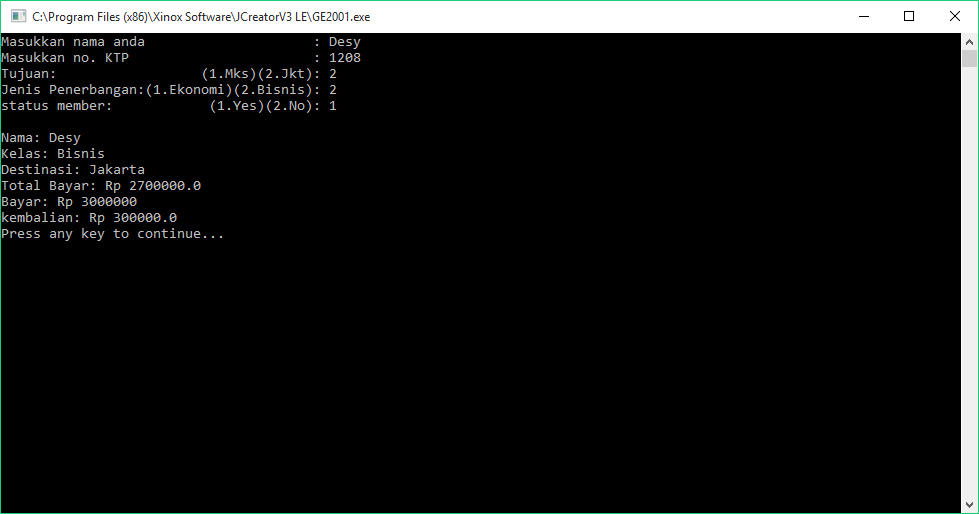 C:\Program Files (x86)\Xinox Software\JCreatorV3 LE\GE2001.exe
Masukkan nama anda                     : Desy
Masukkan no. KTP                       : 1208
Tujuan:                  (1.Mks)(2.Jkt): 2
Jenis Penerbangan:(1.Ekonomi)(2.Bisnis): 2
status member:            (1.Yes)(2.No): 1
Nama: Desy
Kelas: Bisnis
Destinasi: Jakarta
Total Bayar: Rp 2700000.0
Bayar: Rp 3000000
kembalian: Rp 300000.0
Press any key to continue...